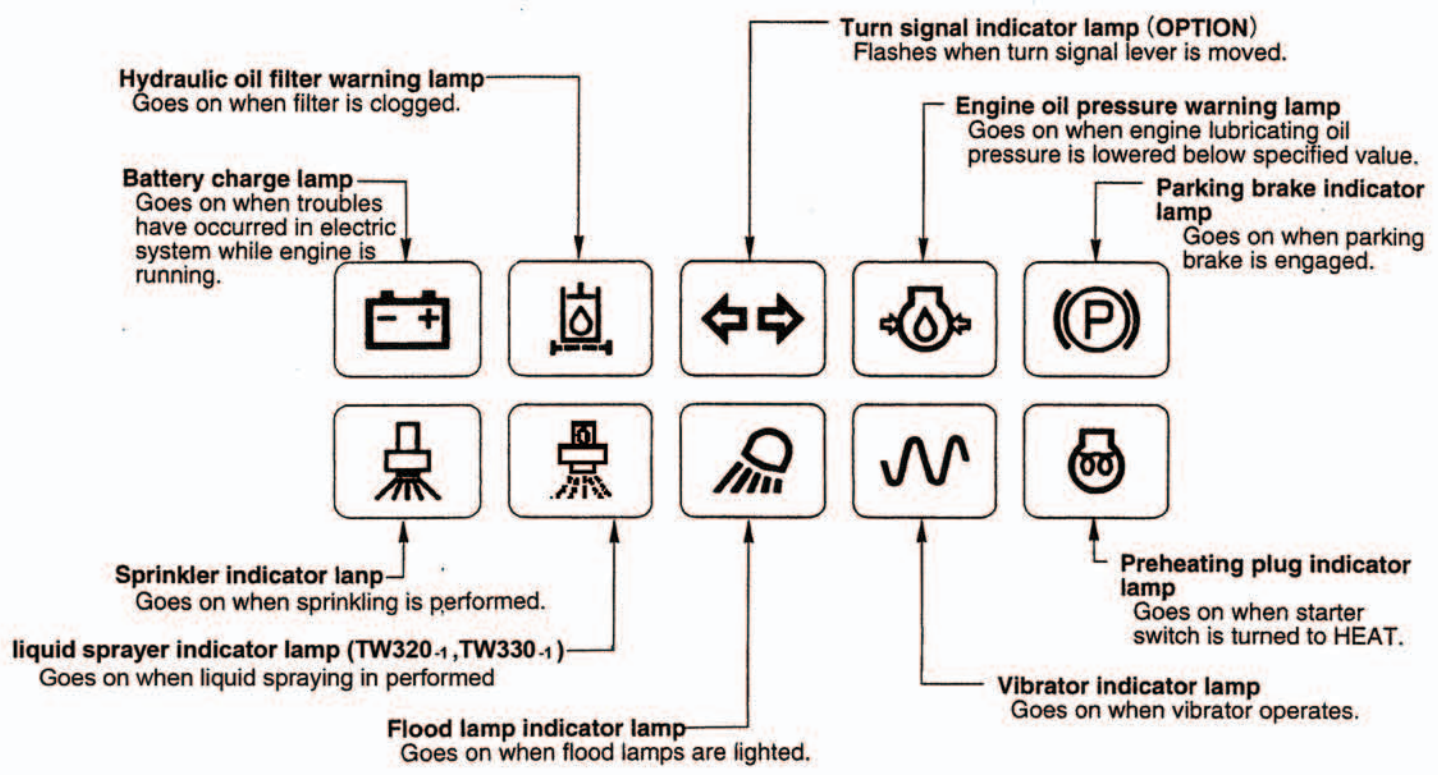 Turn signal indicator lamp (OPTION)
Flashes when turn signal lever is moved.
Hydraulic oil filter warning lamp
Goes on when filter is clogged.
Engine oil pressure warning lamp
Goes on when engine lubricating oil
pressure is lowered below specified value.
Battery charge lamp
Goes on when troubles
have occurred in electric
system while engine is
running.
Parking brake indicator
lamp
Goes on when parking
brake is engaged.
- +
P
Sprinkler indicator lanp
Goes on when sprinkling is performed.
Preheating plug indicator
lamp
Goes on when starter
switch is turned to HEAT.
liquid sprayer indicator lamp (TW320-1,TW330-1)
Goes on when liquid spraying in performed
Vibrator indicator lamp
Goes on when vibrator operates.
Flood lamp indicator lamp
Goes on when flood lamps are lighted.